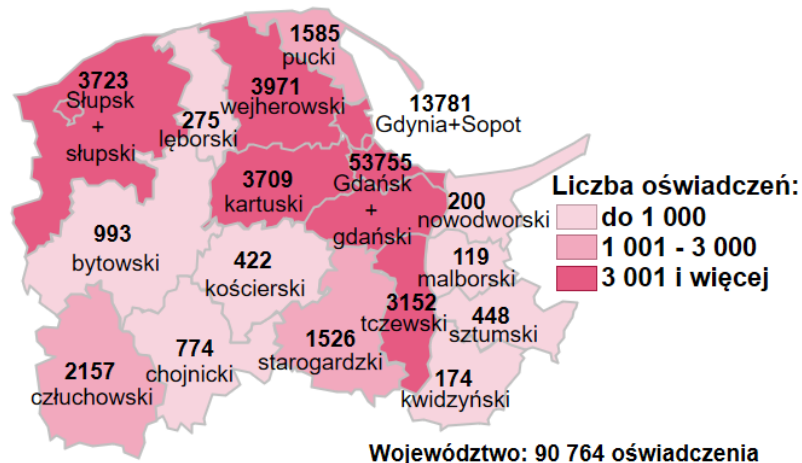 1585
pucki
3723
Słupsk
+
słupski
3971
wejherowski
275
lęborski
13781
Gdynia+Sopot
53755
Gdańsk
+
gdański
3709
kartuski
200
nowodworski
993
bytowski
422
kościerski
119
malborski
3152
tczewski
448
sztumski
1526
starogardzki
774
chojnicki
2157
człuchowski
174
kwidzyński
Liczba oświadczeń:
do 1 000
1 001 - 3 000
3 001 i więcej
Województwo: 90 764 oświadczenia